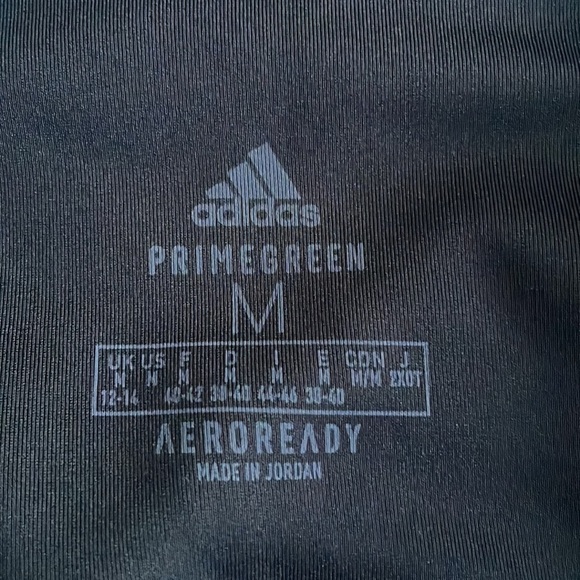 adidas
PRIMEGREEN
M
UK US F D I E CDN J
M M M M M M M/M 2XOT
12-14 40-42 38-40 44-46 38-40
AEROREADY
MADE IN JORDAN